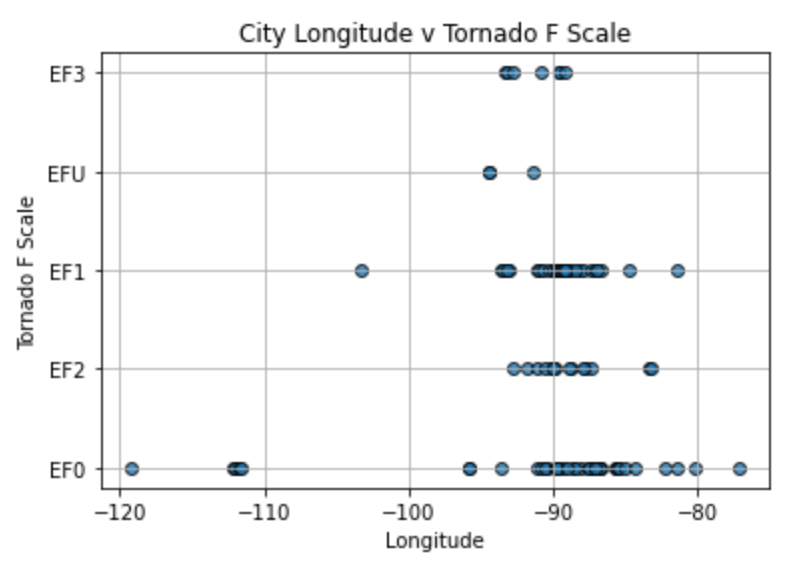 City Longitude v Tornado F Scale
EF3
EFU
EF1
EF2
EF0
Tornado F Scale
−120 −110 −100 −90 −80
Longitude